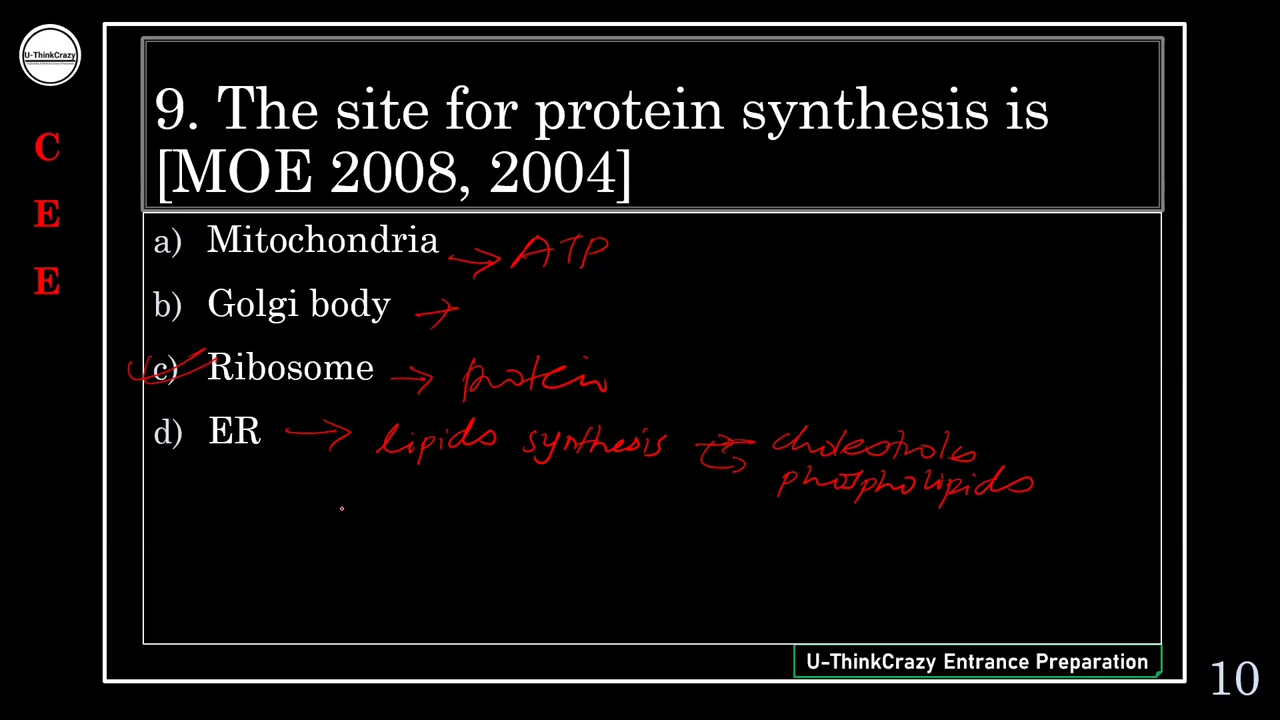 U-ThinkCrazy
C
E
E
9. The site for protein synthesis is
[MOE 2008, 2004]
a) Mitochondria → ATP
b) Golgi body →
c) Ribosome → protein
d) ER → lipids synthesis cholestroles
phospholipids
U-ThinkCrazy Entrance Preparation
10